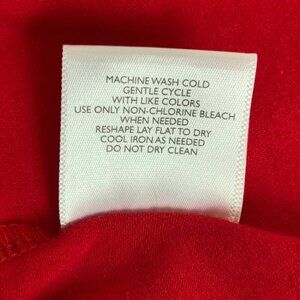 MACHINE WASH COLD
GENTLE CYCLE
WITH LIKE COLORS
USE ONLY NON-CHLORINE BLEACH
WHEN NEEDED
RESHAPE LAY FLAT TO DRY
COOL IRON AS NEEDED
DO NOT DRY CLEAN